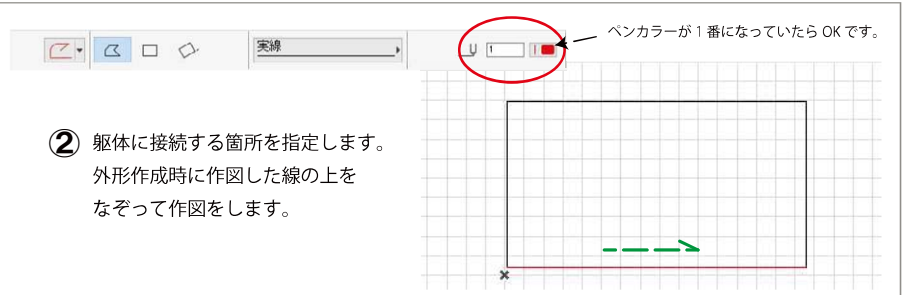 ペンカラーが 1 番になっていたら OK です。
実線
1
② 躯体に接続する箇所を指定します。
外形作成時に作図した線の上を
なぞって作図をします。